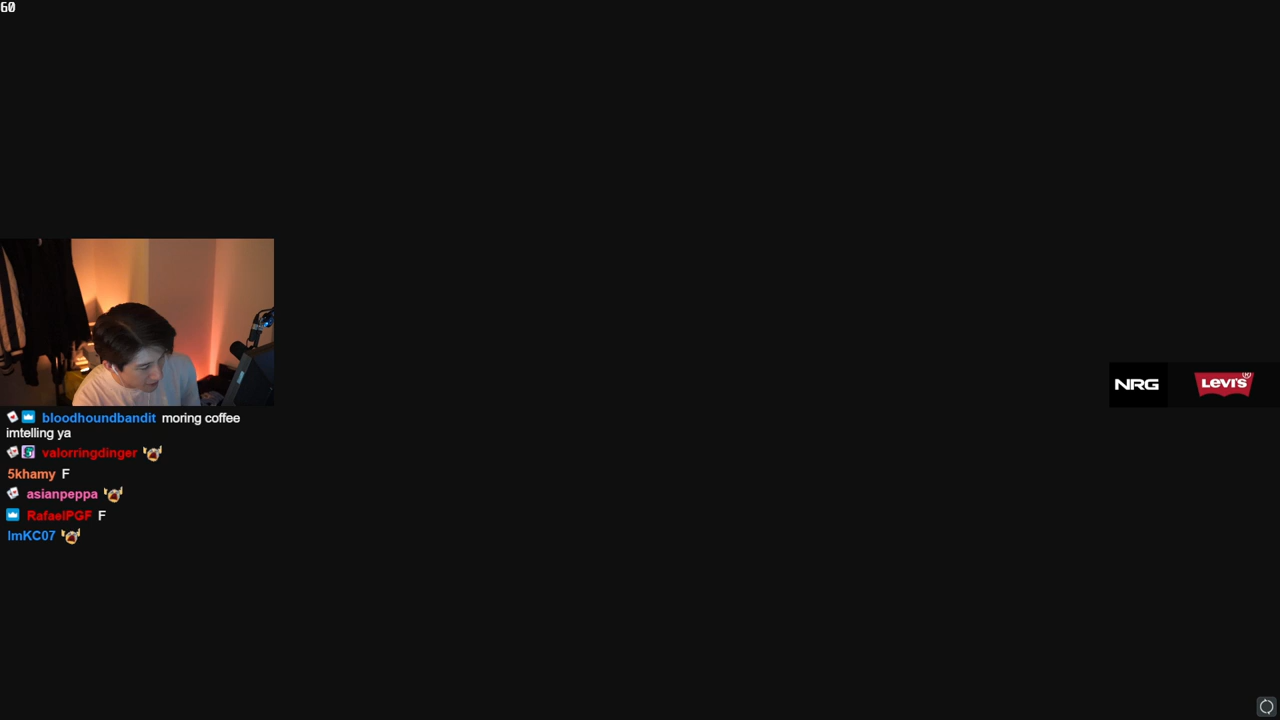 60
NRG LEVI'S®
bloodhoundbandit moring coffee
imtelling ya
valorringdinger
5khamy F
asianpeppa
RafaelPGF F
ImKC07